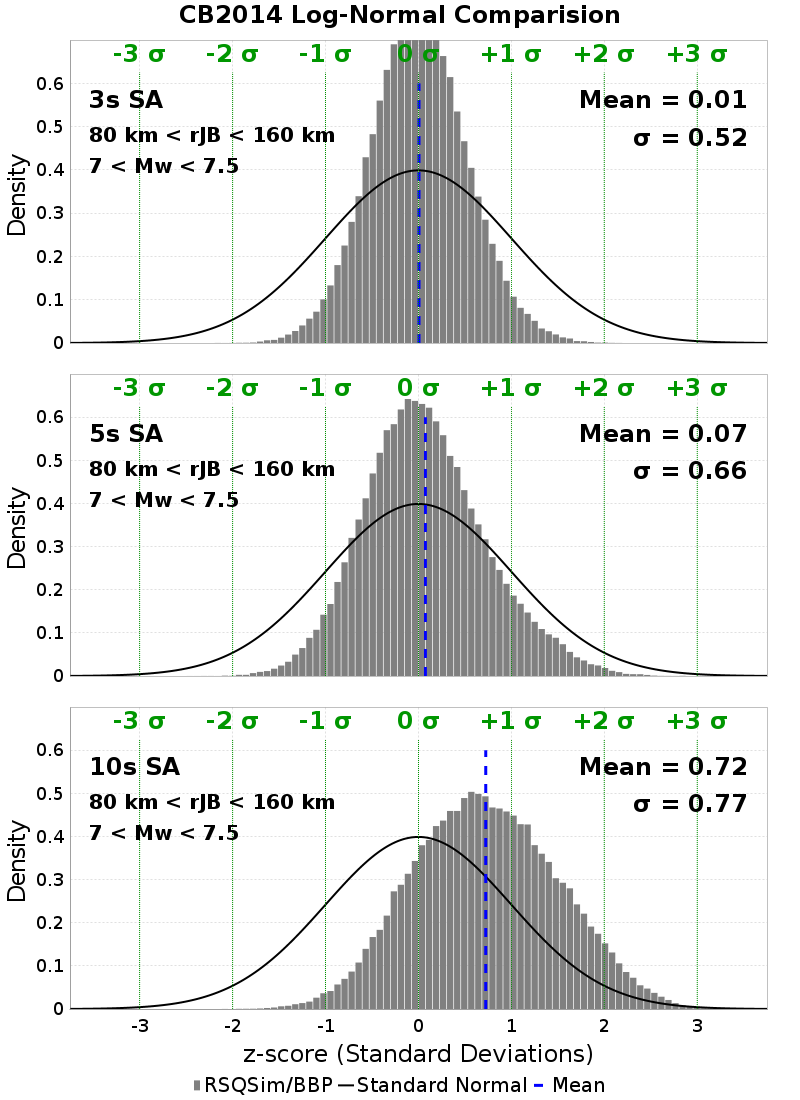 CB2014 Log-Normal Comparision
-3 σ -2 σ -1 σ 0 σ +1 σ +2 σ +3 σ
3s SA
80 km < rJB < 160 km
7 < Mw < 7.5
Mean = 0.01
σ = 0.52
Density
0.6
0.5
0.4
0.3
0.2
0.1
0
-3 σ -2 σ -1 σ 0 σ +1 σ +2 σ +3 σ
5s SA
80 km < rJB < 160 km
7 < Mw < 7.5
Mean = 0.07
σ = 0.66
Density
0.6
0.5
0.4
0.3
0.2
0.1
0
-3 σ -2 σ -1 σ 0 σ +1 σ +2 σ +3 σ
10s SA
80 km < rJB < 160 km
7 < Mw < 7.5
Mean = 0.72
σ = 0.77
Density
0.6
0.5
0.4
0.3
0.2
0.1
0
-3 -2 -1 0 1 2 3
z-score (Standard Deviations)
RSQSim/BBP Standard Normal Mean